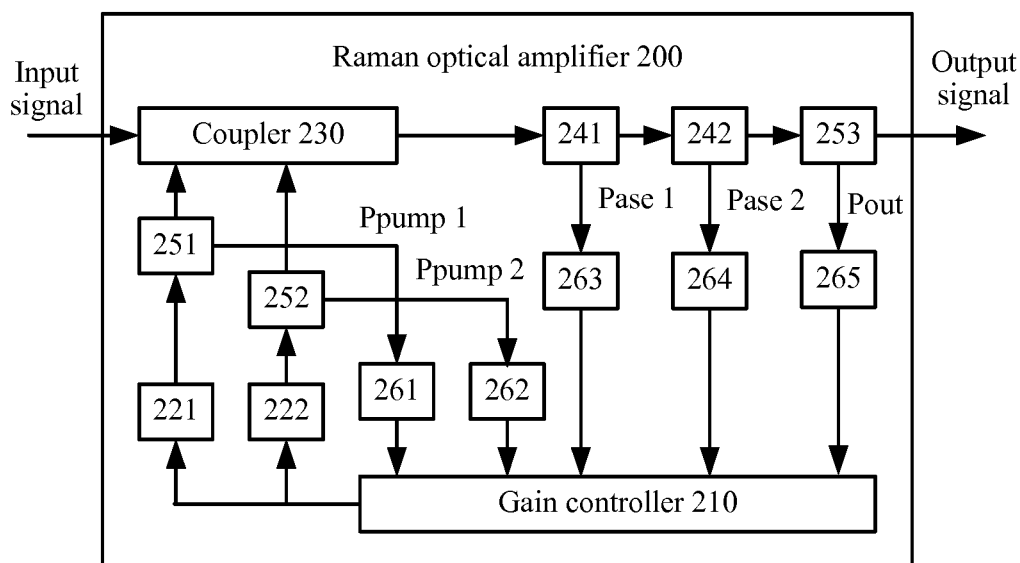 Raman optical amplifier 200
Input
signal
Output
signal
Coupler 230
241
242
253
Pase 1
Pase 2
Pout
Ppump 1
251
Ppump 2
252
263
264
265
221
222
261
262
Gain controller 210